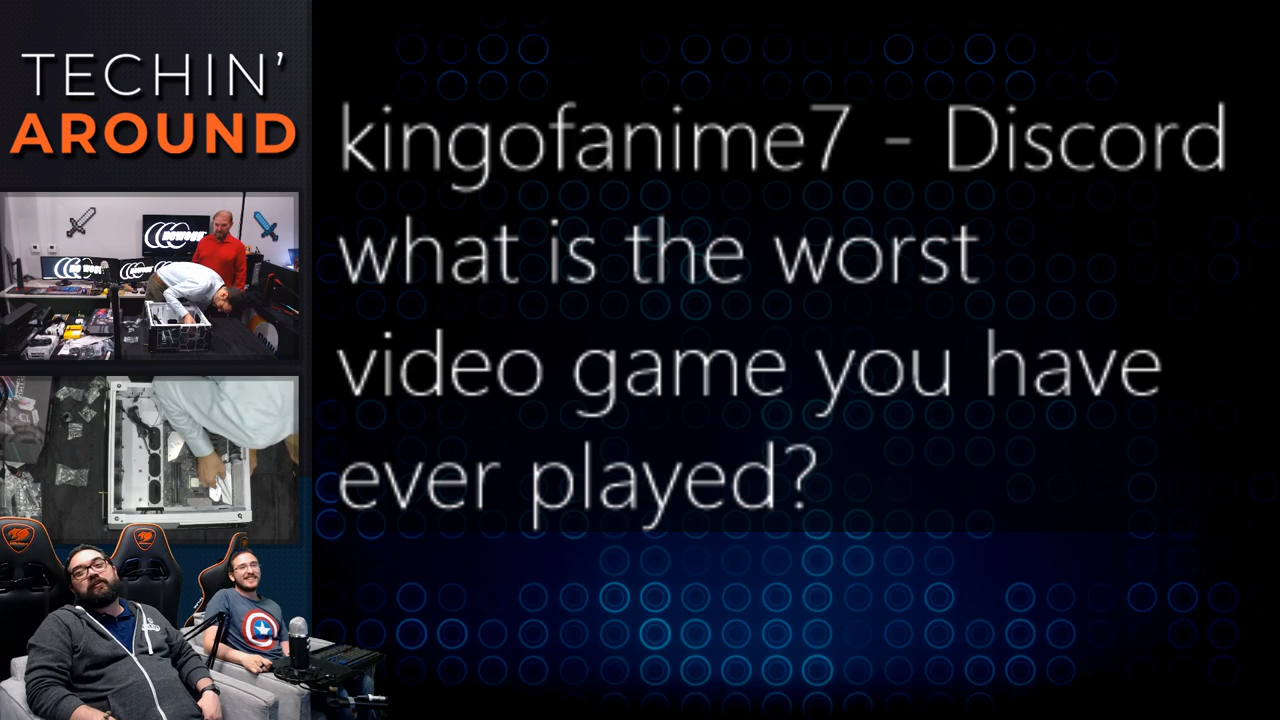 TECHIN'
AROUND
kingofanime7 - Discord
what is the worst
video game you have
ever played?